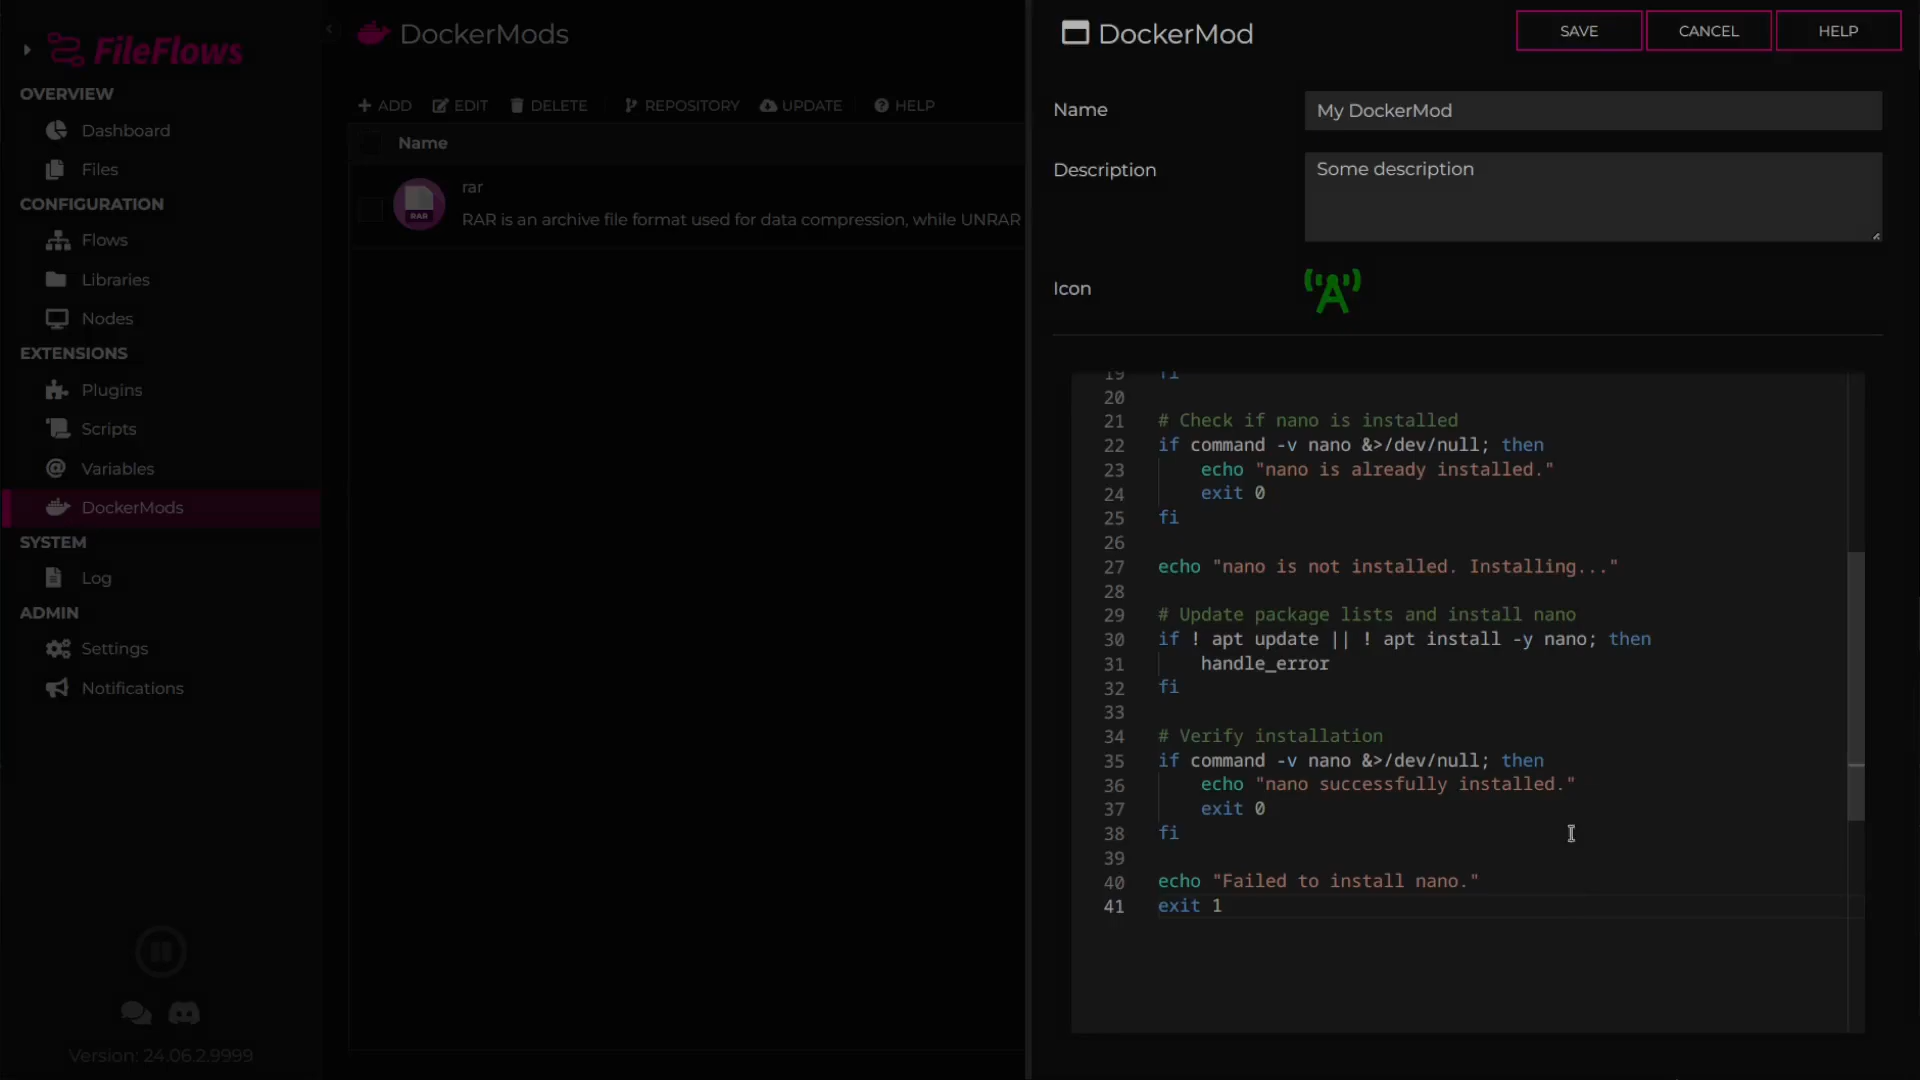 FileFlows
OVERVIEW
Dashboard
Files
CONFIGURATION
Flows
Libraries
Nodes
EXTENSIONS
Plugins
Scripts
Variables
DockerMods
SYSTEM
Log
ADMIN
Settings
Notifications
Version: 24.06.2.9999
DockerMods
ADD EDIT DELETE REPOSITORY UPDATE HELP
Name
RAR
rar
RAR is an archive file format used for data compression, while UNRAR
DockerMod
SAVE CANCEL HELP
Name My DockerMod
Description Some description
Icon
19 fi
20
21 # Check if nano is installed
22 if command -v nano &>/dev/null; then
23 echo "nano is already installed."
24 exit 0
25 fi
26
27 echo "nano is not installed. Installing..."
28
29 # Update package lists and install nano
30 if ! apt update || ! apt install -y nano; then
31 handle_error
32 fi
33
34 # Verify installation
35 if command -v nano &>/dev/null; then
36 echo "nano successfully installed."
37 exit 0
38 fi
39
40 echo "Failed to install nano."
41 exit 1